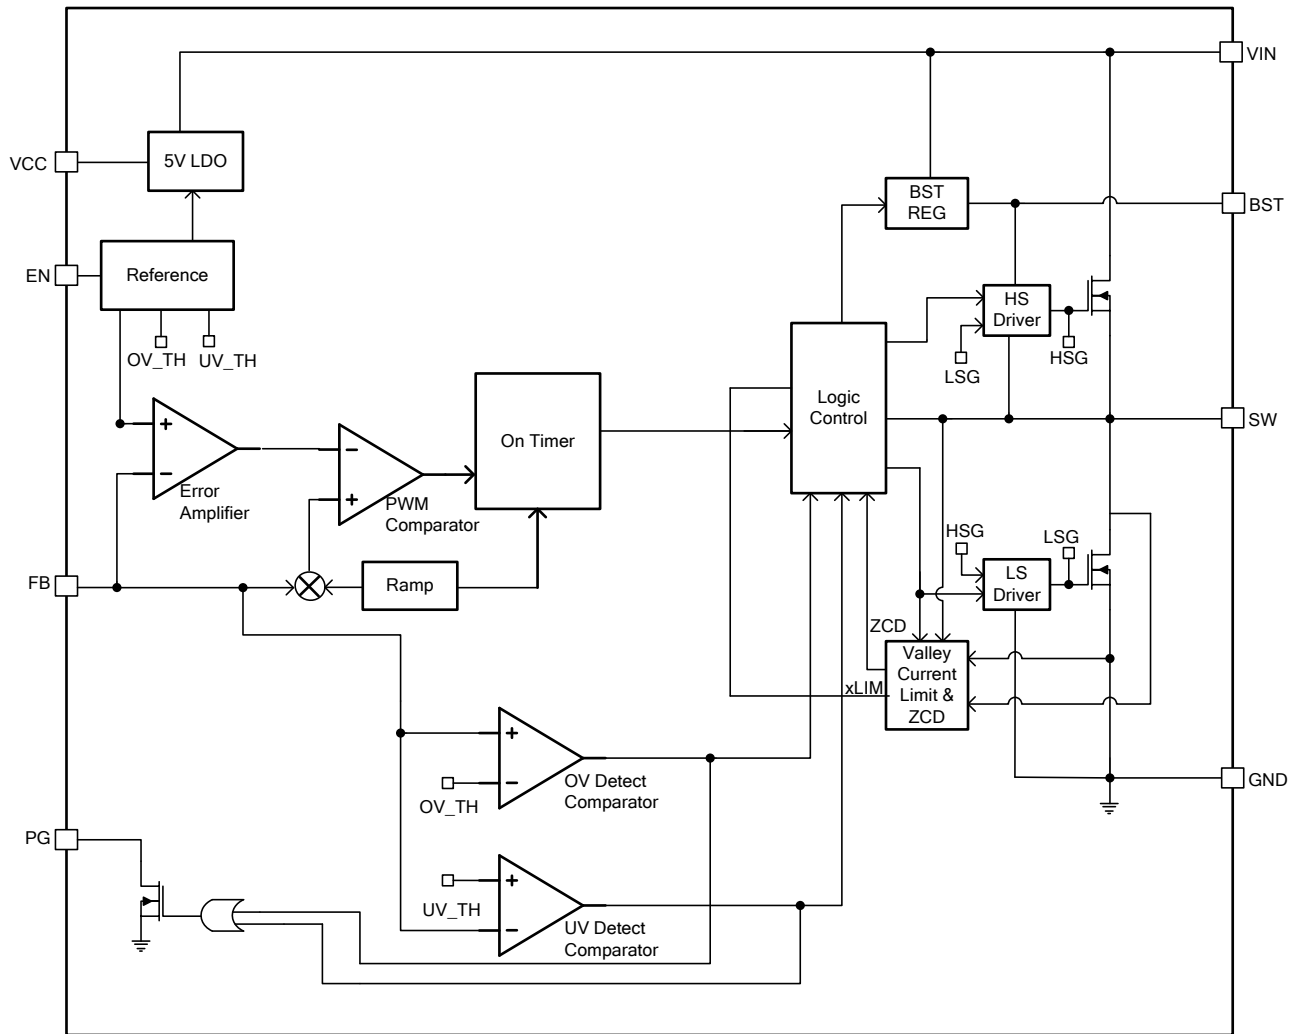 VIN
VCC
5V LDO
BST
REG
BST
EN
Reference
HS
Driver
OV_TH
UV_TH
LSG
HSG
Logic
Control
SW
+
−
Error
Amplifier
−
+
PWM
Comparator
On Timer
HSG
LSG
FB
Ramp
LS
Driver
ZCD
xLIM
Valley
Current
Limit &
ZCD
+
−
OV_TH
OV Detect
Comparator
GND
PG
+
−
UV_TH
UV Detect
Comparator